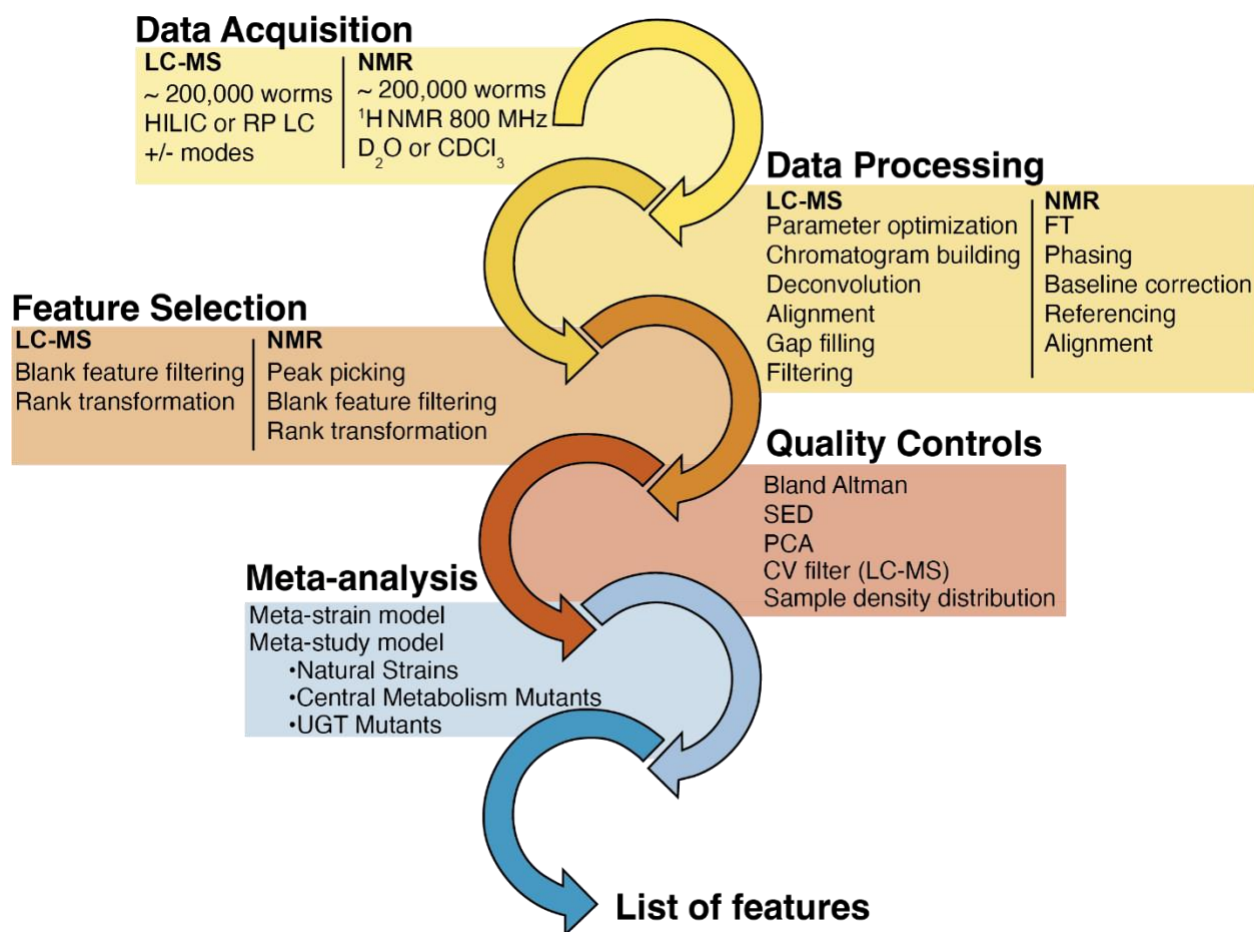 Data Acquisition
LC-MS
~ 200,000 worms
HILIC or RP LC
+/- modes
NMR
~ 200,000 worms
¹H NMR 800 MHz
D₂O or CDCl₃
Data Processing
LC-MS
Parameter optimization
Chromatogram building
Deconvolution
Alignment
Gap filling
Filtering
NMR
FT
Phasing
Baseline correction
Referencing
Alignment
Feature Selection
LC-MS
Blank feature filtering
Rank transformation
NMR
Peak picking
Blank feature filtering
Rank transformation
Quality Controls
Bland Altman
SED
PCA
CV filter (LC-MS)
Sample density distribution
Meta-analysis
Meta-strain model
Meta-study model
•Natural Strains
•Central Metabolism Mutants
•UGT Mutants
List of features